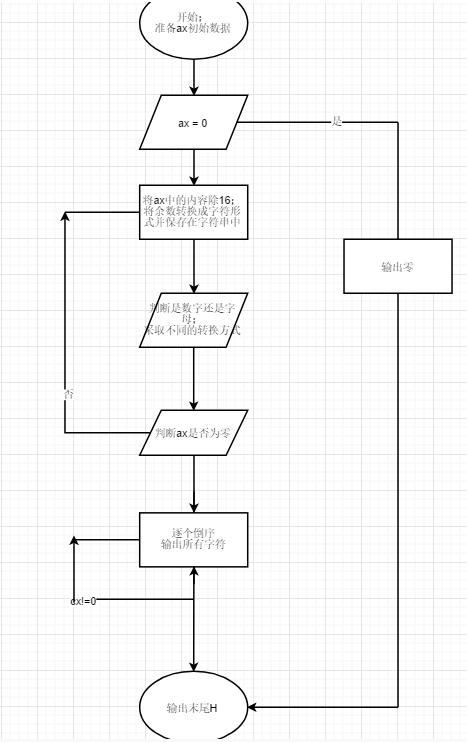 开始;
准备ax初始数据
ax = 0
是
将ax中的内容除16;
将余数转换成字符形
式并保存在字符串中
输出零
判断是数字还是字
母;
采取不同的转换方式
否
判断ax是否为零
逐个倒序
输出所有字符
cx!=0
输出末尾H